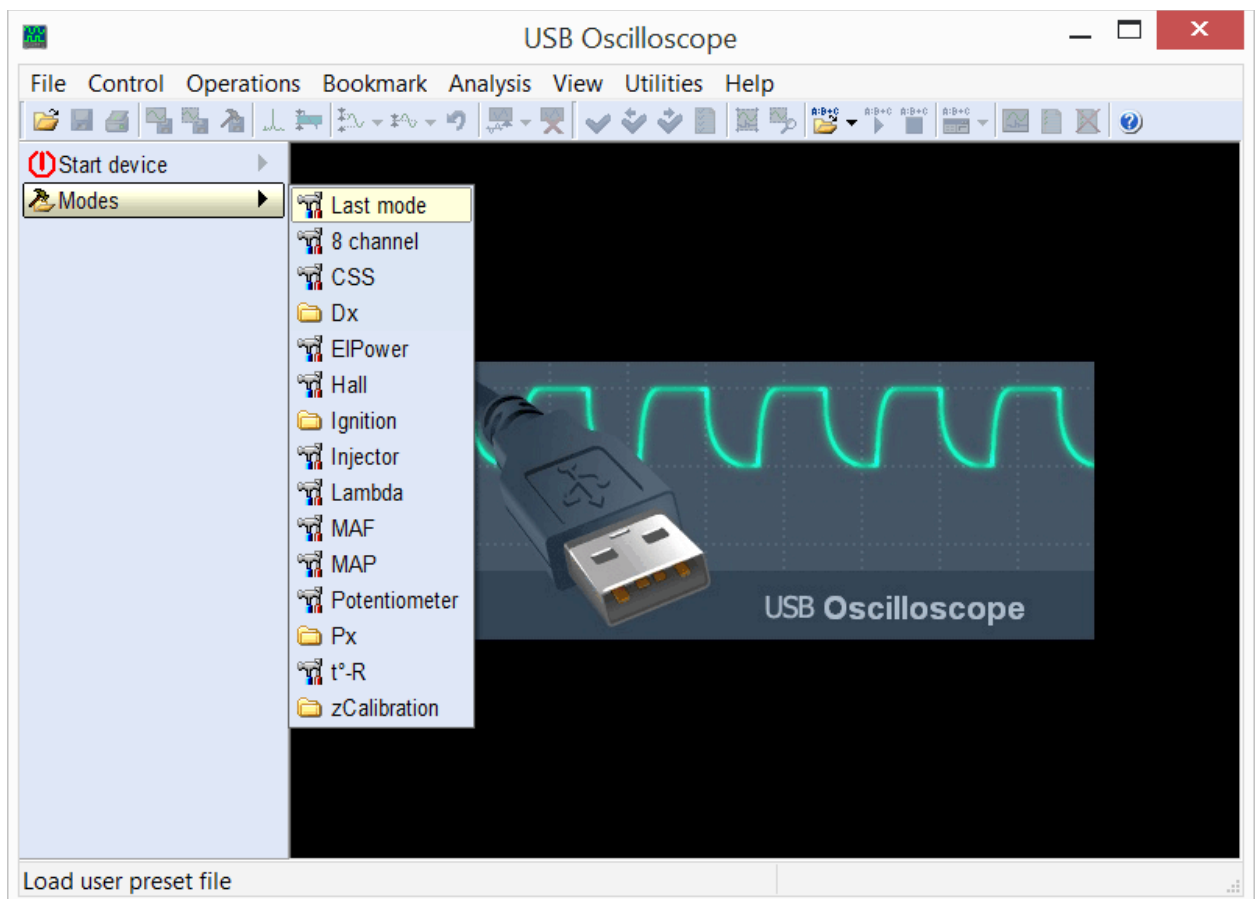 USB Oscilloscope
File Control Operations Bookmark Analysis View Utilities Help
A:B+C A:B+C A:B+C A:B+C
Start device
Modes
Last mode
8 channel
CSS
Dx
ElPower
Hall
Ignition
Injector
Lambda
MAF
MAP
Potentiometer
Px
t°-R
zCalibration
USB Oscilloscope
Load user preset file